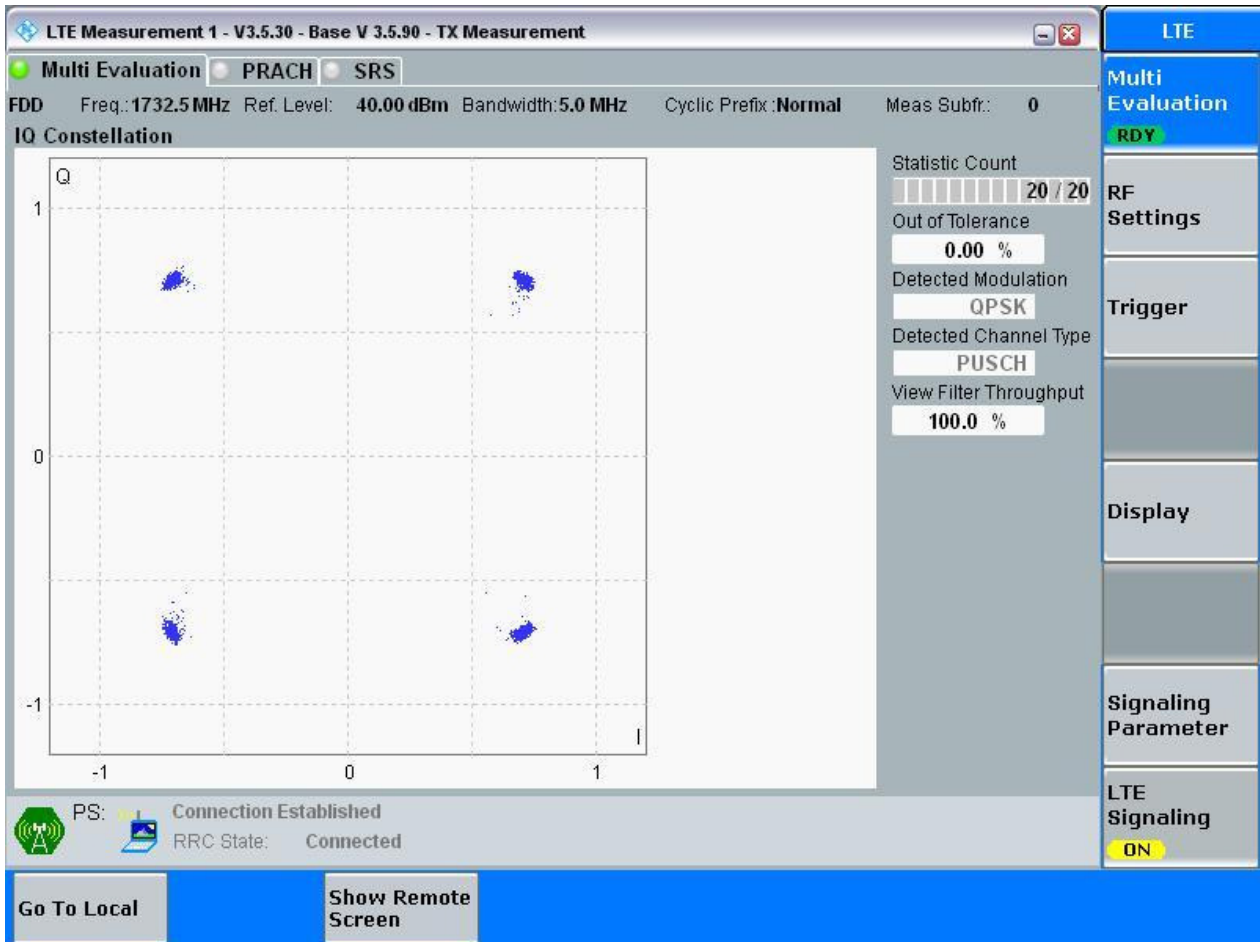 LTE Measurement 1 - V3.5.30 - Base V 3.5.90 - TX Measurement
LTE
Multi Evaluation PRACH SRS
FDD Freq.: 1732.5 MHz Ref. Level: 40.00 dBm Bandwidth: 5.0 MHz Cyclic Prefix : Normal Meas Subfr.: 0
IQ Constellation
Q
1
0
-1
-1 0 1
I
Statistic Count
20 / 20
Out of Tolerance
0.00 %
Detected Modulation
QPSK
Detected Channel Type
PUSCH
View Filter Throughput
100.0 %
Multi
Evaluation
RDY
RF
Settings
Trigger
Display
Signaling
Parameter
LTE
Signaling
ON
PS: Connection Established
RRC State: Connected
Go To Local
Show Remote
Screen